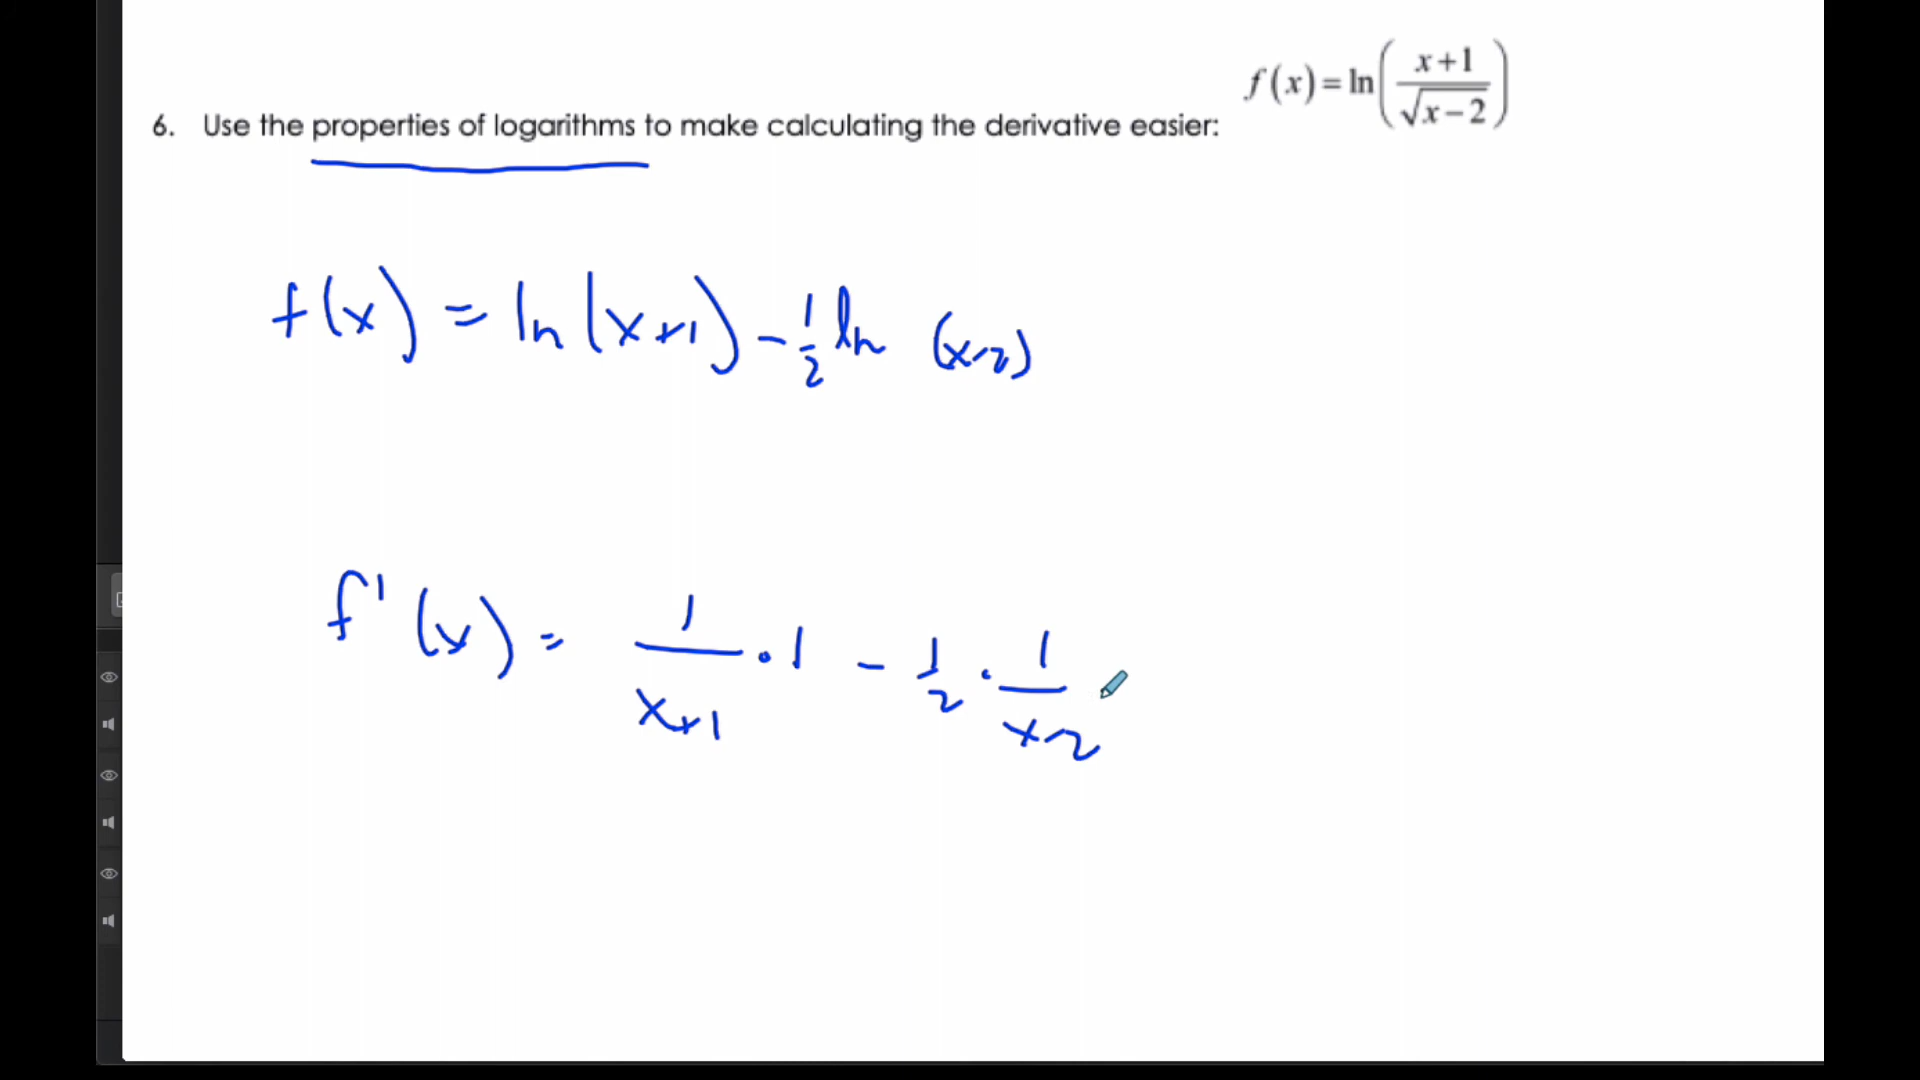 6. Use the properties of logarithms to make calculating the derivative easier: f(x) = ln((x+1)/√(x−2))
f(x) = ln(x+1) − 1/2 ln (x−2)
f'(x) = 1/(x+1) · 1 − 1/2 · 1/(x−2)